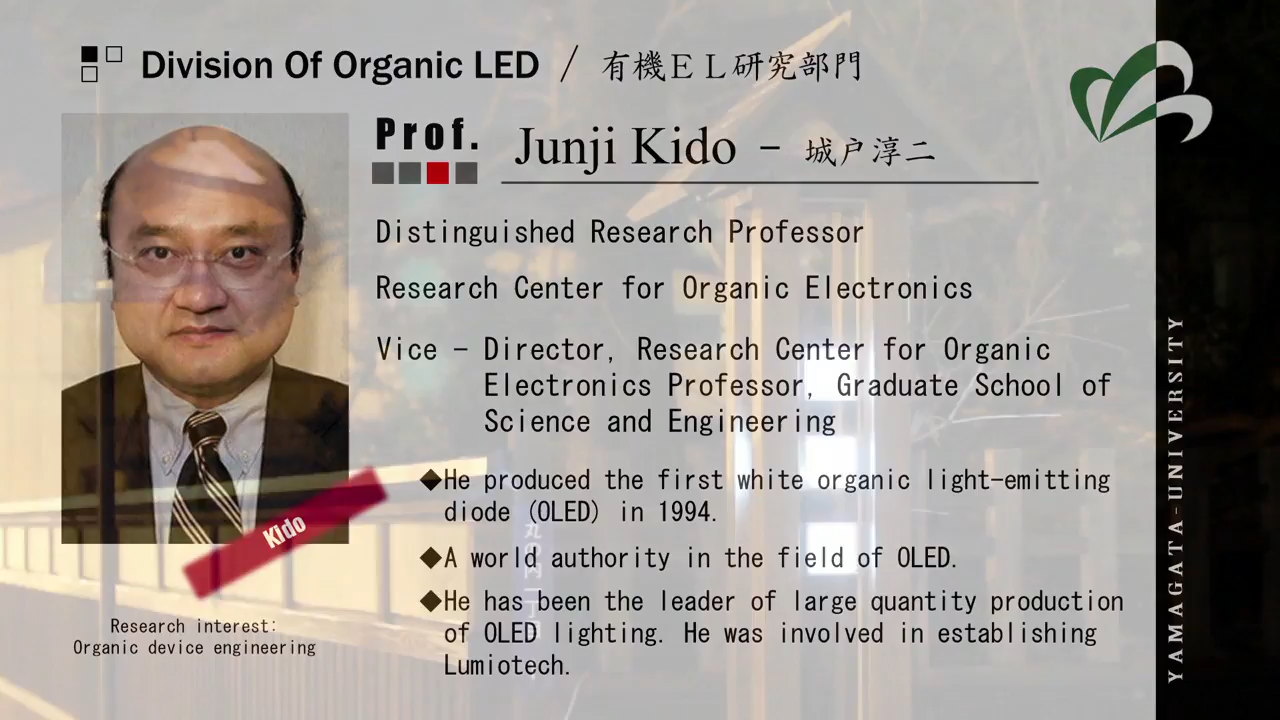 Division Of Organic LED / 有機ＥＬ研究部門
Prof. Junji Kido - 城户淳二
Distinguished Research Professor
Research Center for Organic Electronics
Vice - Director, Research Center for Organic
Electronics Professor, Graduate School of
Science and Engineering
◆He produced the first white organic light-emitting
diode (OLED) in 1994.
◆A world authority in the field of OLED.
◆He has been the leader of large quantity production
of OLED lighting. He was involved in establishing
Lumiotech.
Kido
Research interest:
Organic device engineering
YAMAGATA-UNIVERSITY